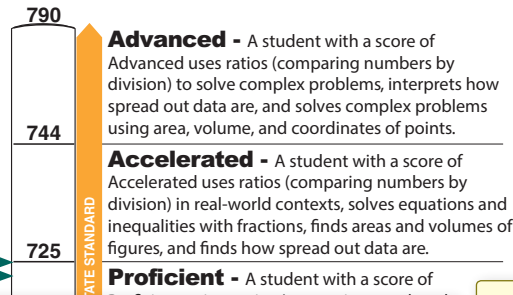 790
Advanced - A student with a score of
Advanced uses ratios (comparing numbers by
division) to solve complex problems, interprets how
spread out data are, and solves complex problems
using area, volume, and coordinates of points.
744
Accelerated - A student with a score of
Accelerated uses ratios (comparing numbers by
division) in real-world contexts, solves equations and
inequalities with fractions, finds areas and volumes of
figures, and finds how spread out data are.
725
Proficient - A student with a score of
ATE STANDARD